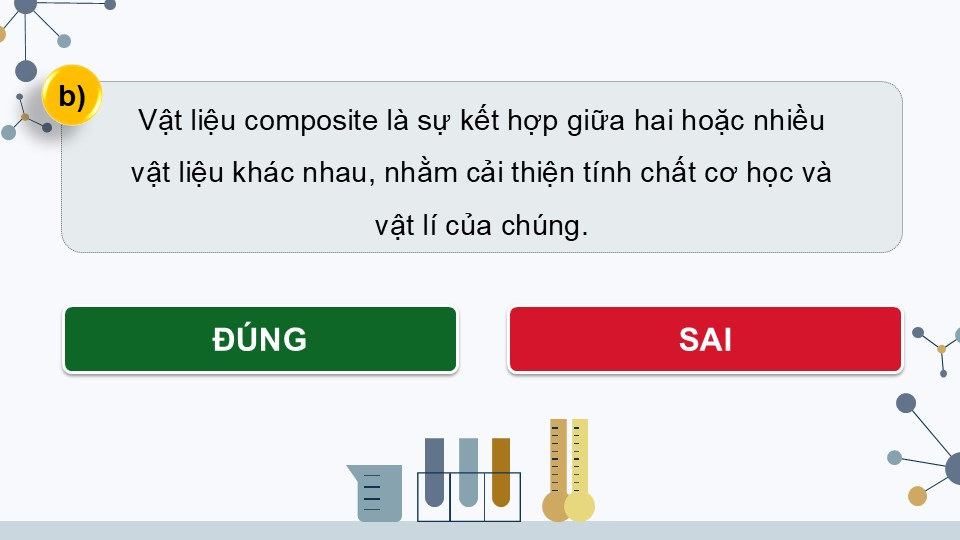 b)
Vật liệu composite là sự kết hợp giữa hai hoặc nhiều
vật liệu khác nhau, nhằm cải thiện tính chất cơ học và
vật lí của chúng.
ĐÚNG
SAI